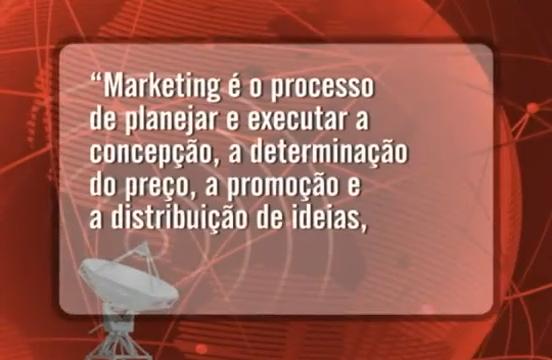 “Marketing é o processo
de planejar e executar a
concepção, a determinação
do preço, a promoção e
a distribuição de ideias,